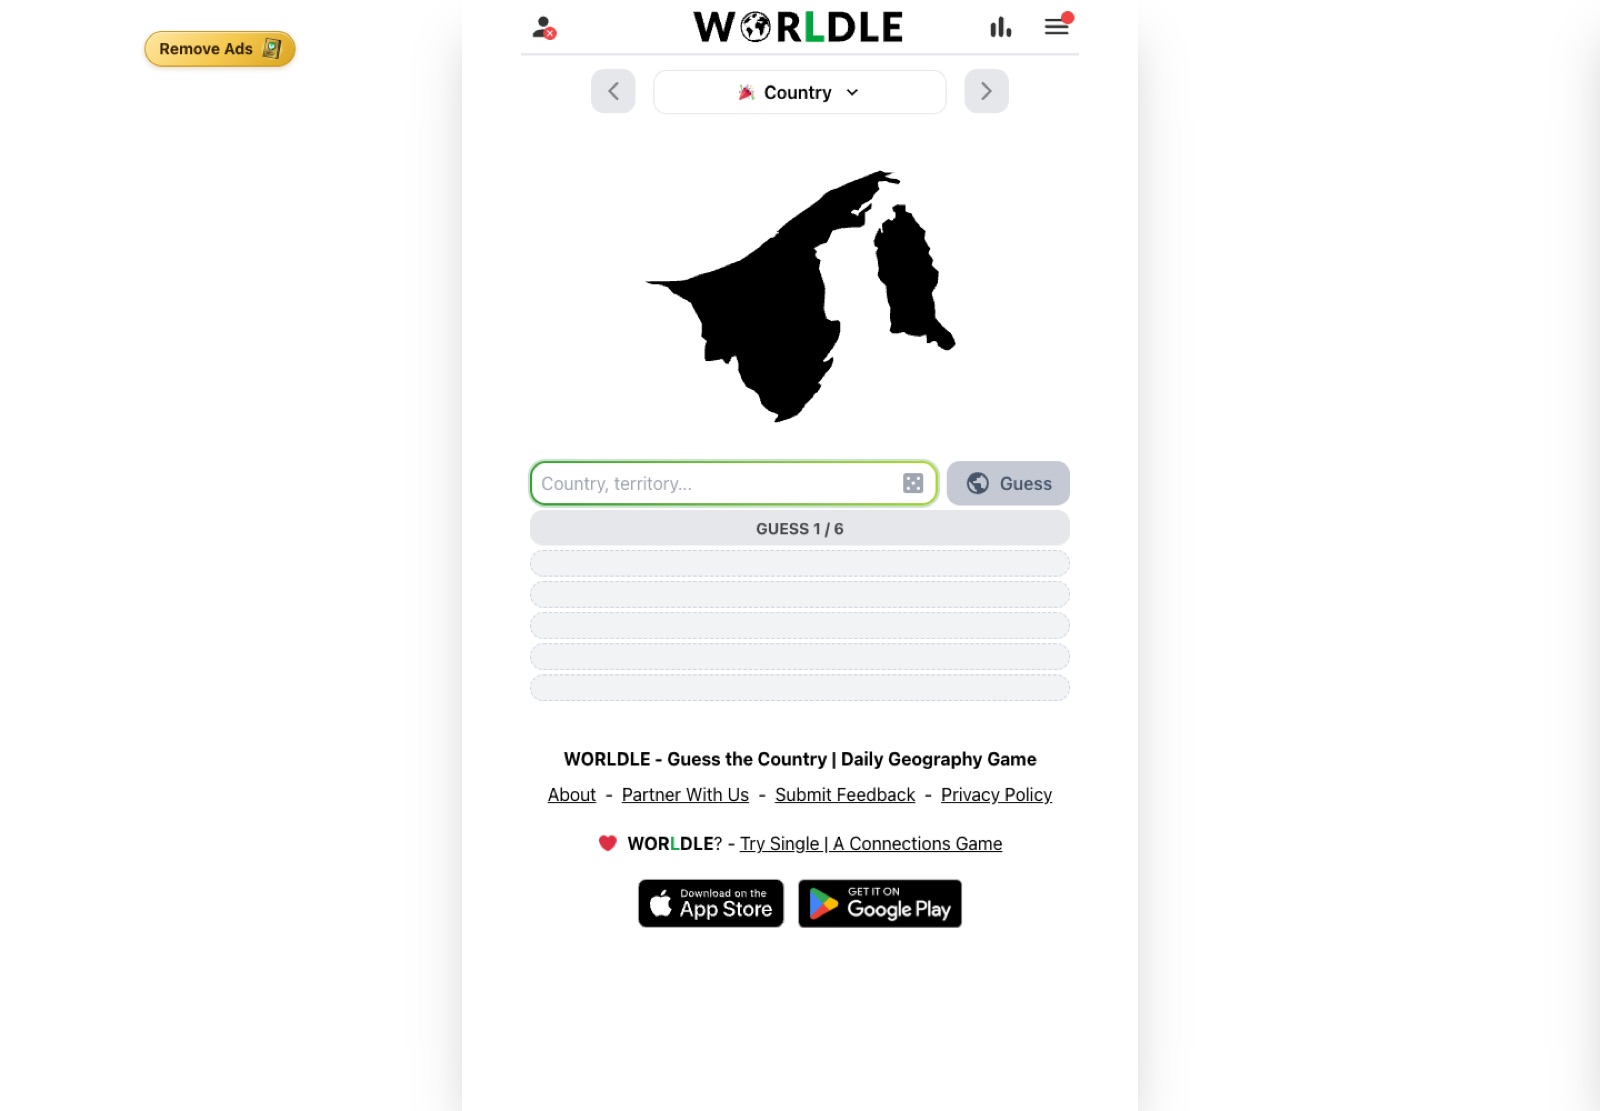 Remove Ads
WORLDLE
Country
Country, territory...
Guess
GUESS 1 / 6
WORLDLE - Guess the Country | Daily Geography Game
About - Partner With Us - Submit Feedback - Privacy Policy
WORLDLE? - Try Single | A Connections Game
Download on the
App Store
GET IT ON
Google Play